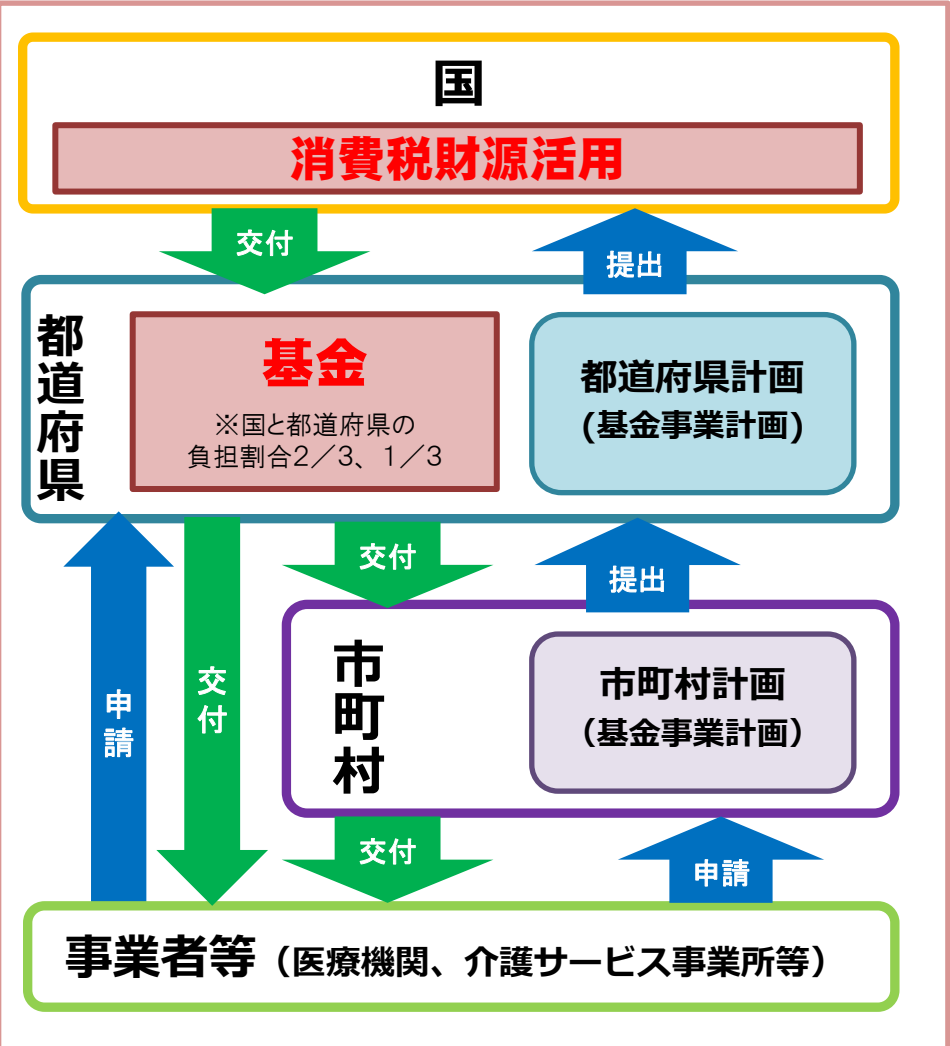 国
消費税財源活用
交付
提出
都道府県
基金
※国と都道府県の
負担割合2／3、1／3
都道府県計画
(基金事業計画)
申請
交付
交付
提出
市町村
市町村計画
（基金事業計画）
交付
申請
事業者等（医療機関、介護サービス事業所等）